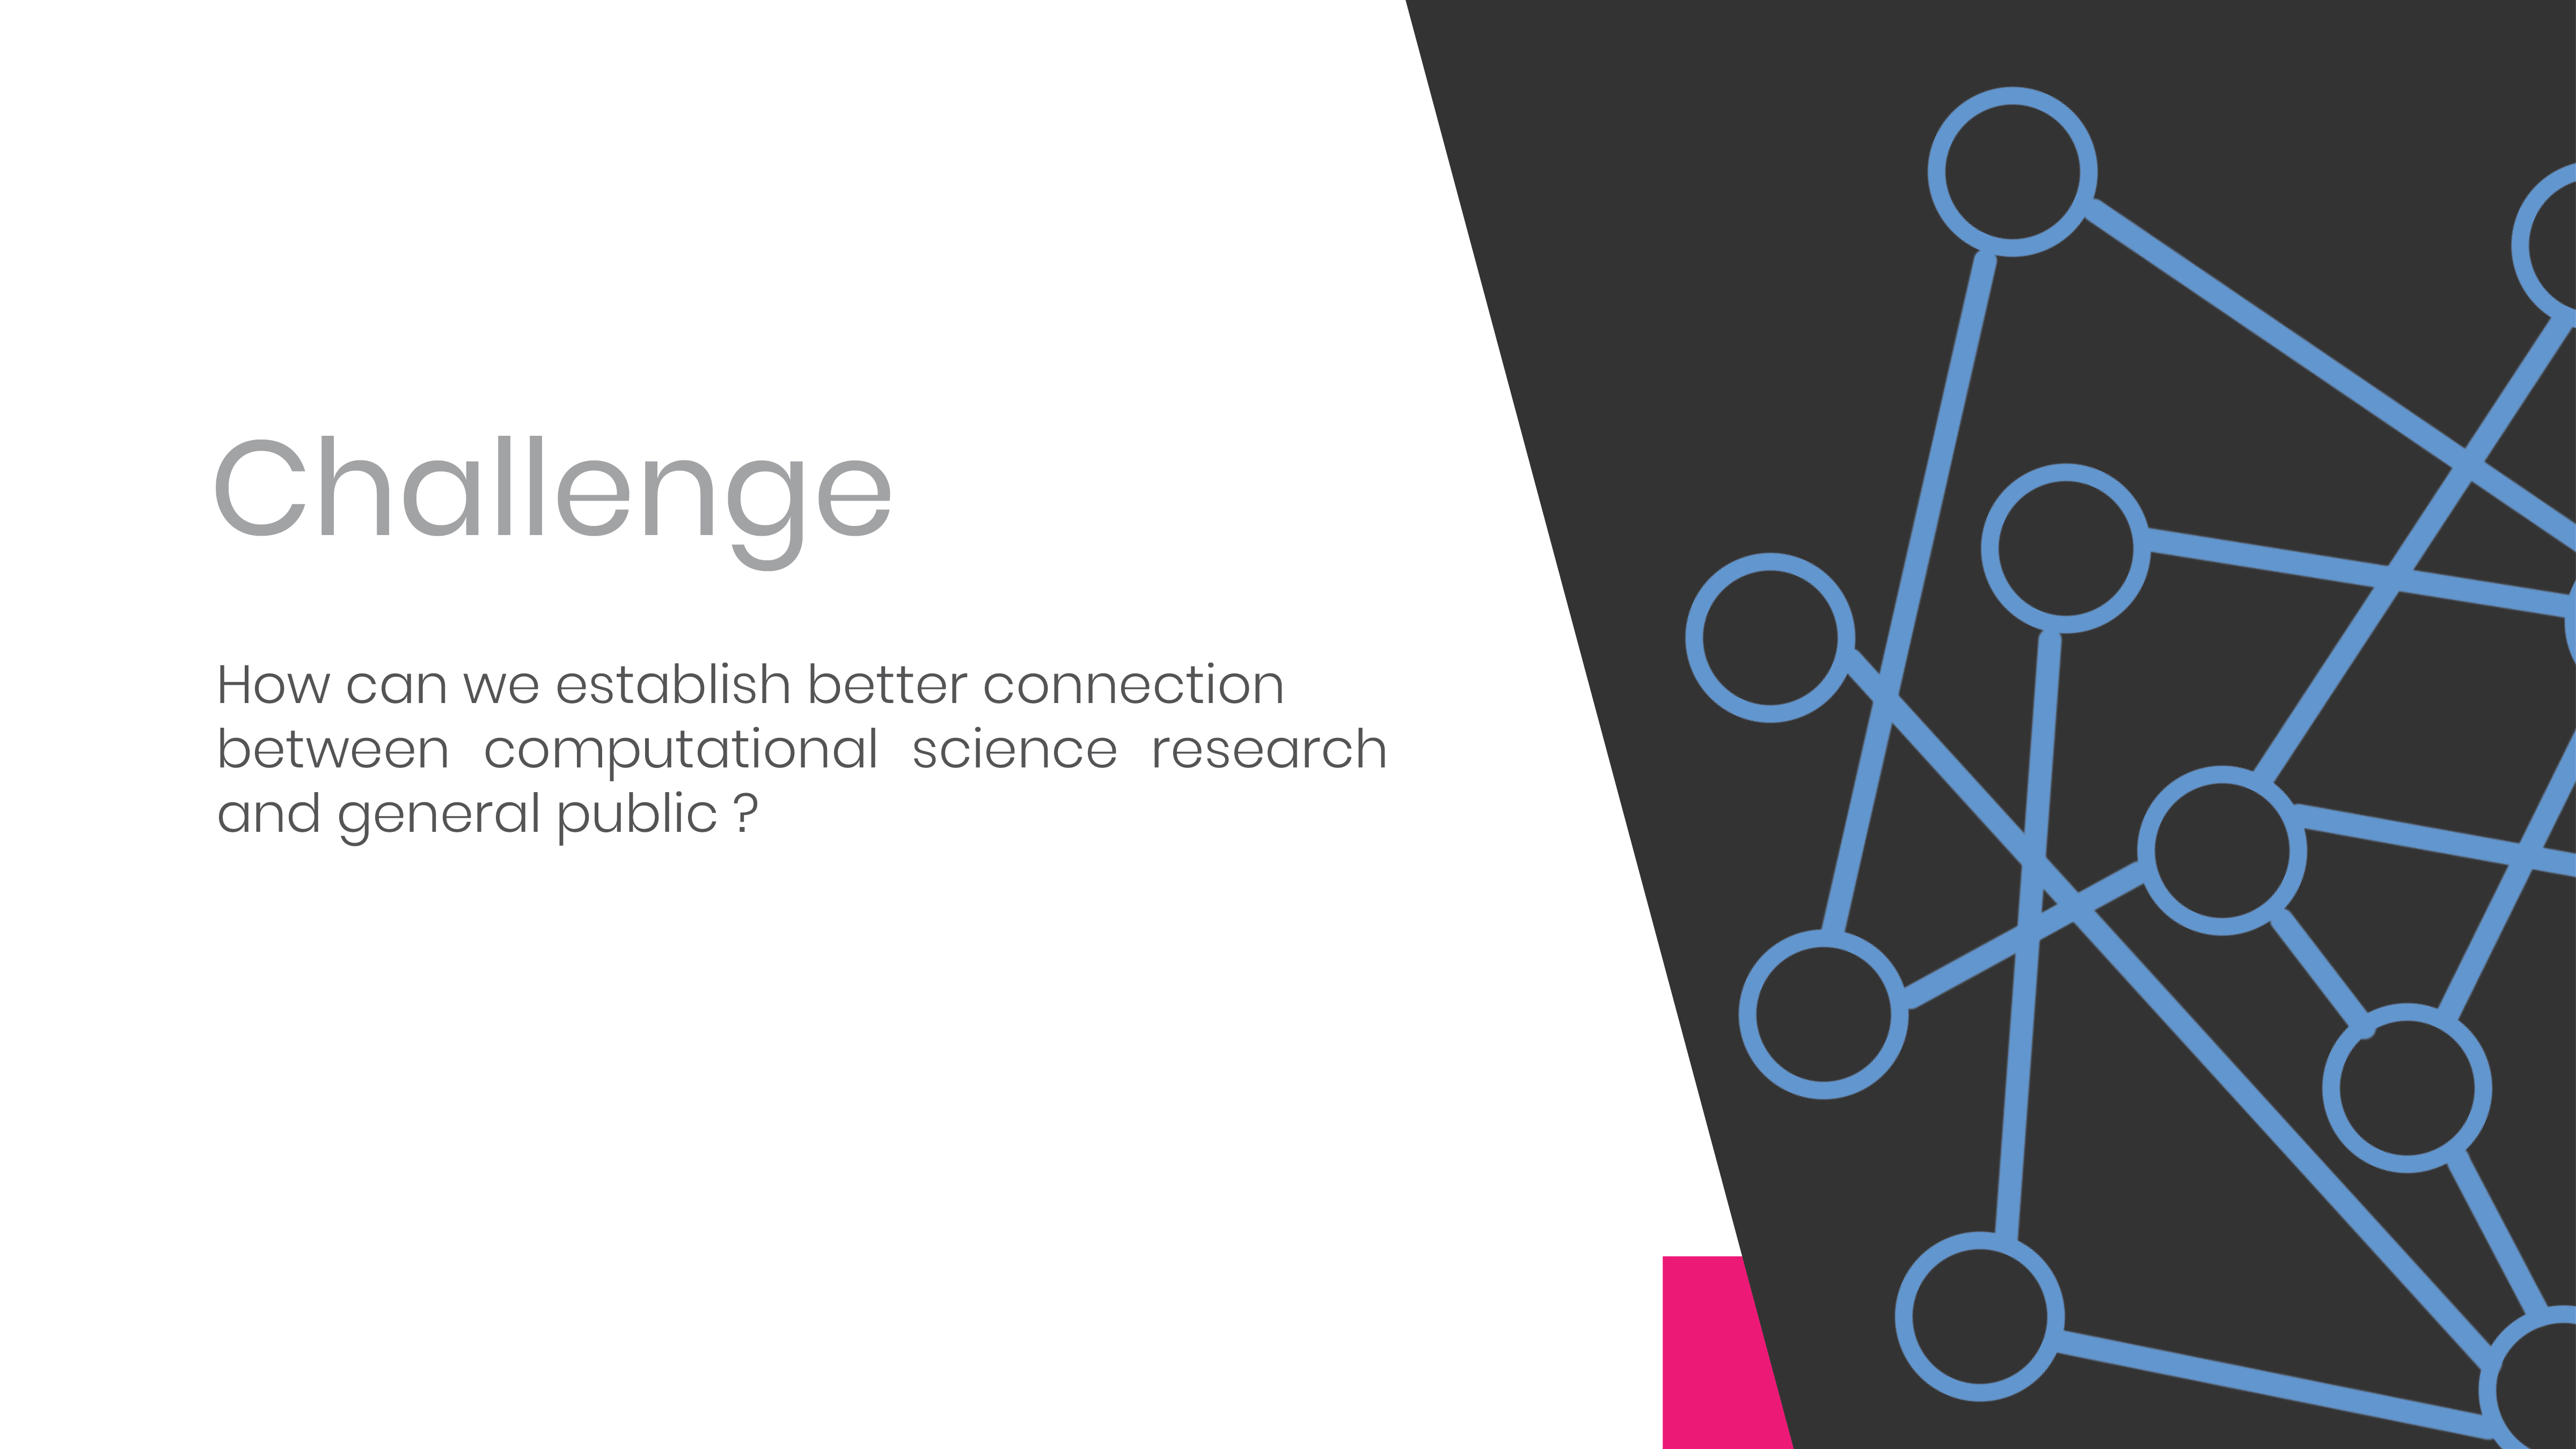 Challenge
How can we establish better connection
between computational science research
and general public ?